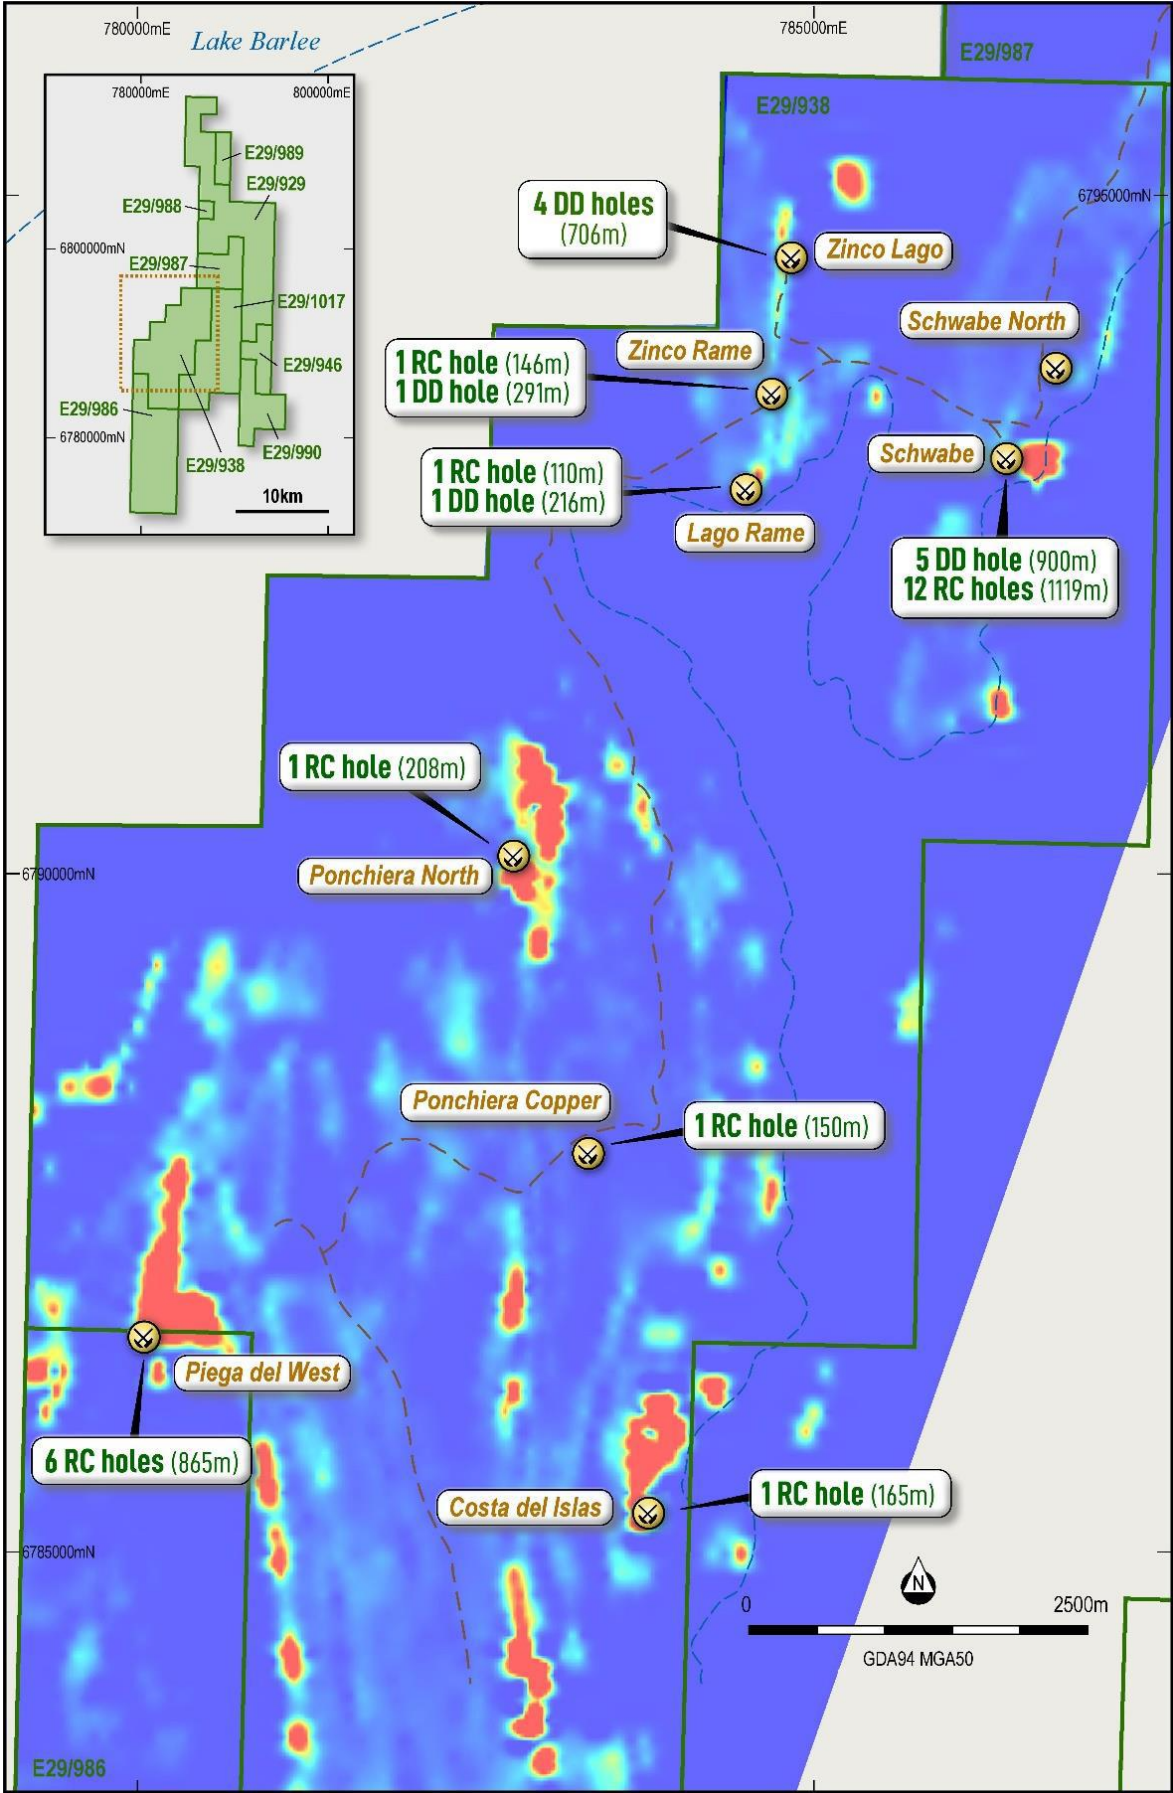 780000mE
785000mE
Lake Barlee
E29/987
E29/938
780000mE
800000mE
E29/989
E29/929
E29/988
6800000mN
E29/987
E29/1017
E29/946
E29/986
6780000mN
E29/938
E29/990
10km
6795000mN
4 DD holes
(706m)
Zinco Lago
Schwabe North
Zinco Rame
1 RC hole (146m)
1 DD hole (291m)
Schwabe
1 RC hole (110m)
1 DD hole (216m)
Lago Rame
5 DD hole (900m)
12 RC holes (1119m)
1 RC hole (208m)
Ponchiera North
6790000mN
Ponchiera Copper
1 RC hole (150m)
Piega del West
6 RC holes (865m)
Costa del Islas
1 RC hole (165m)
6785000mN
N
0
2500m
GDA94 MGA50
E29/986